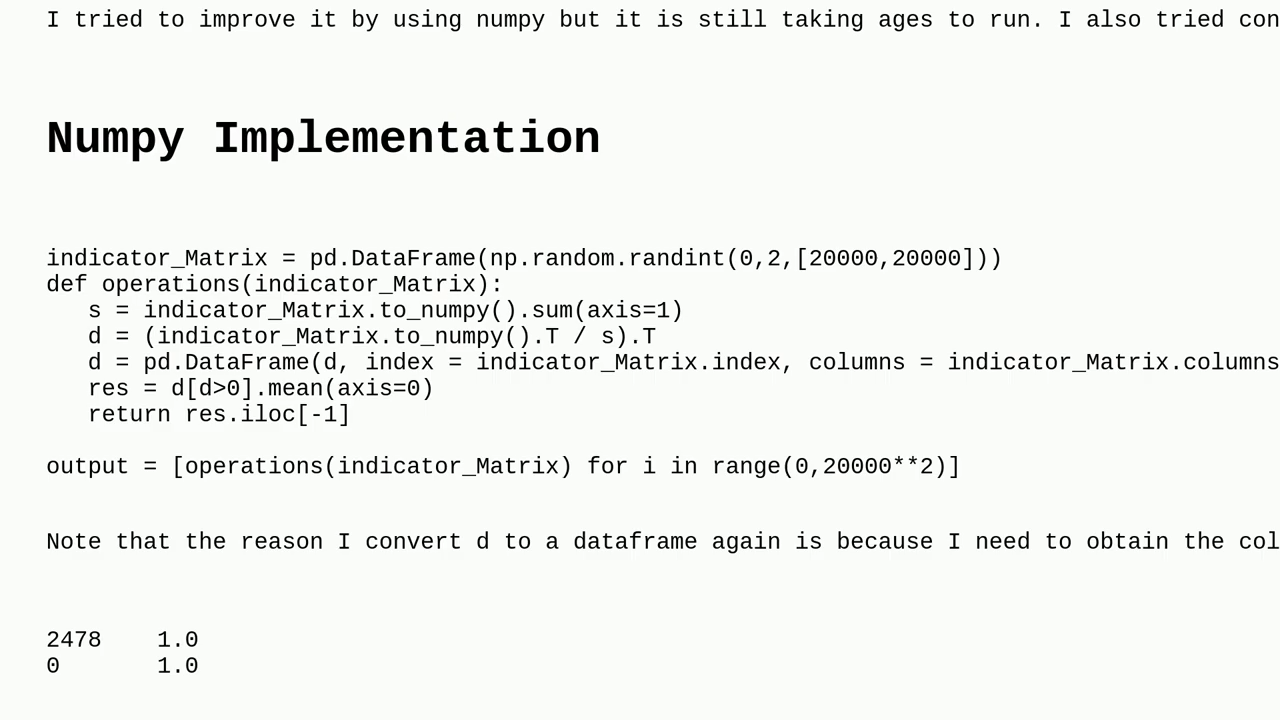 I tried to improve it by using numpy but it is still taking ages to run. I also tried con
Numpy Implementation
indicator_Matrix = pd.DataFrame(np.random.randint(0,2,[20000,20000]))
def operations(indicator_Matrix):
   s = indicator_Matrix.to_numpy().sum(axis=1)
   d = (indicator_Matrix.to_numpy().T / s).T
   d = pd.DataFrame(d, index = indicator_Matrix.index, columns = indicator_Matrix.columns
   res = d[d>0].mean(axis=0)
   return res.iloc[-1]
output = [operations(indicator_Matrix) for i in range(0,20000**2)]
Note that the reason I convert d to a dataframe again is because I need to obtain the col
2478    1.0
0       1.0